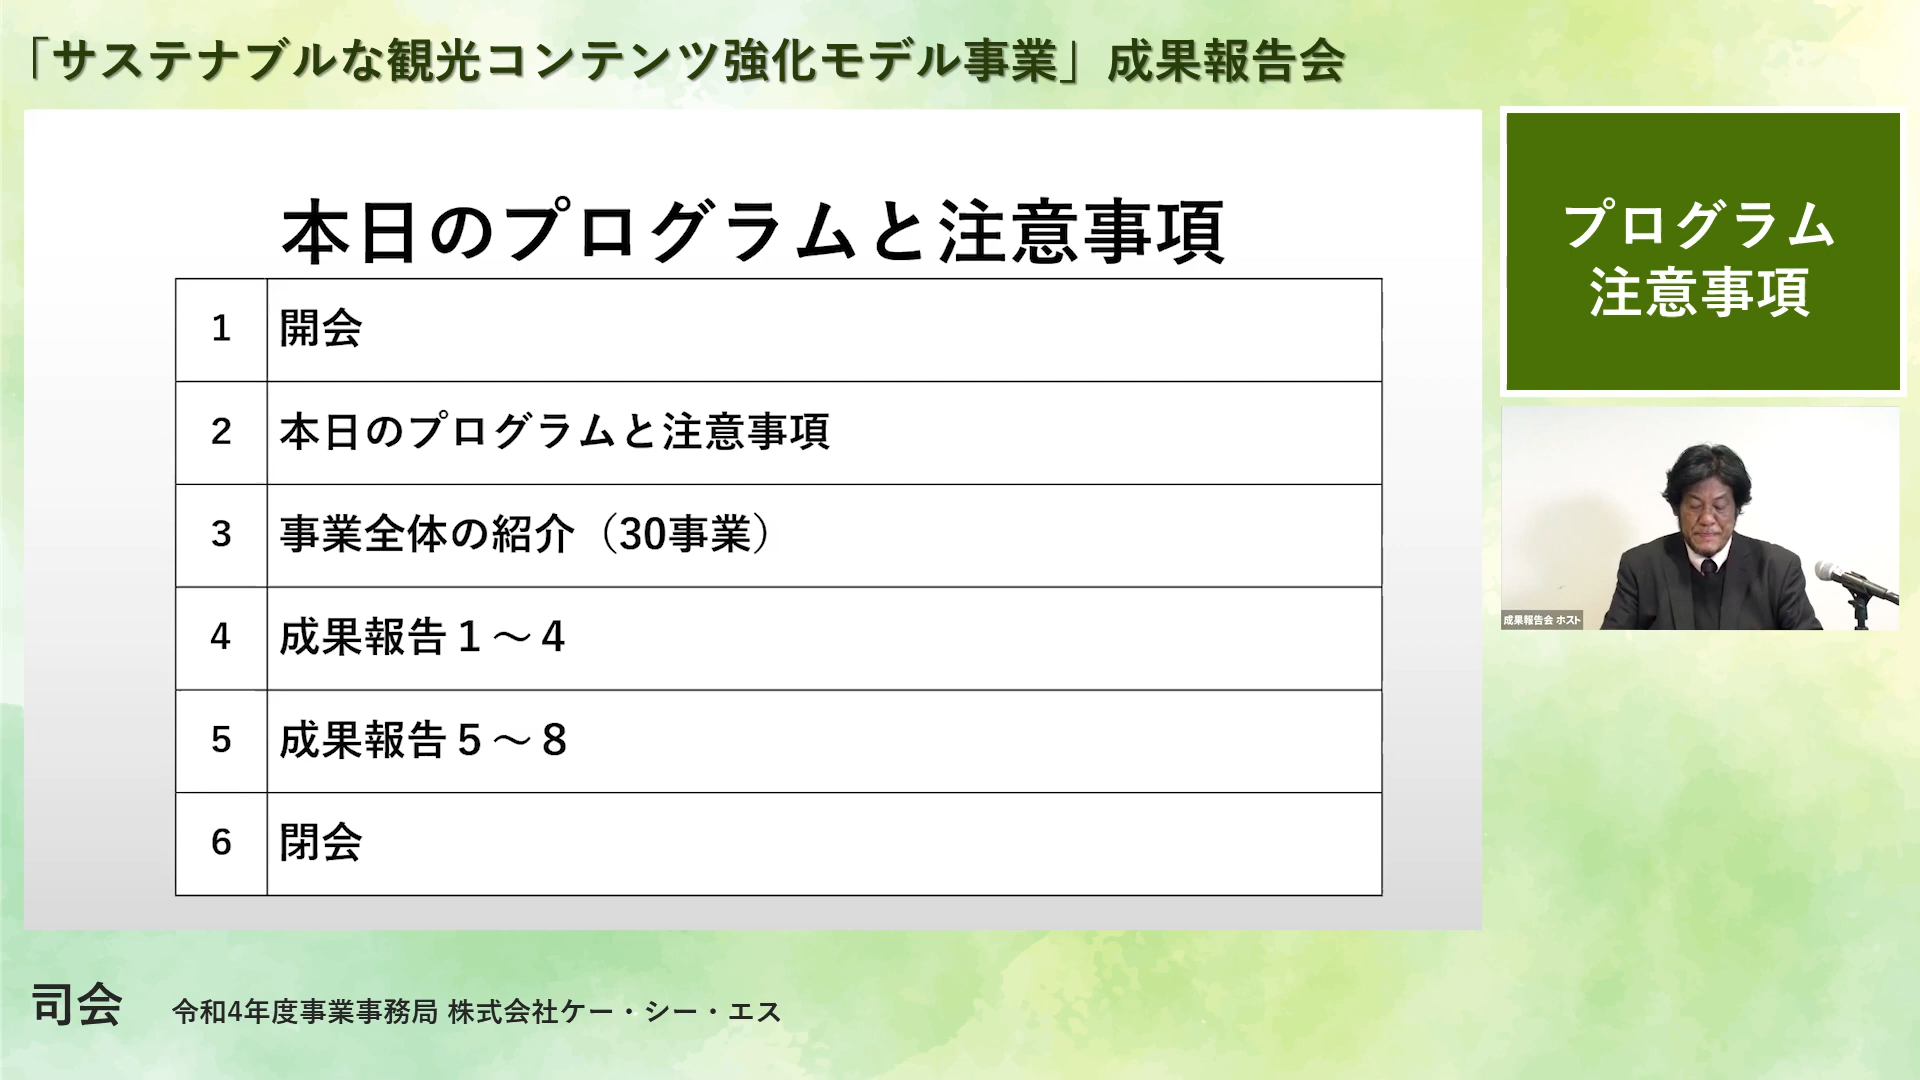 「サステナブルな観光コンテンツ強化モデル事業」成果報告会
本日のプログラムと注意事項
1 開会
2 本日のプログラムと注意事項
3 事業全体の紹介（30事業）
4 成果報告１～４
5 成果報告５～８
6 閉会
プログラム
注意事項
成果報告会 ホスト
司会 令和4年度事業事務局 株式会社ケー・シー・エス